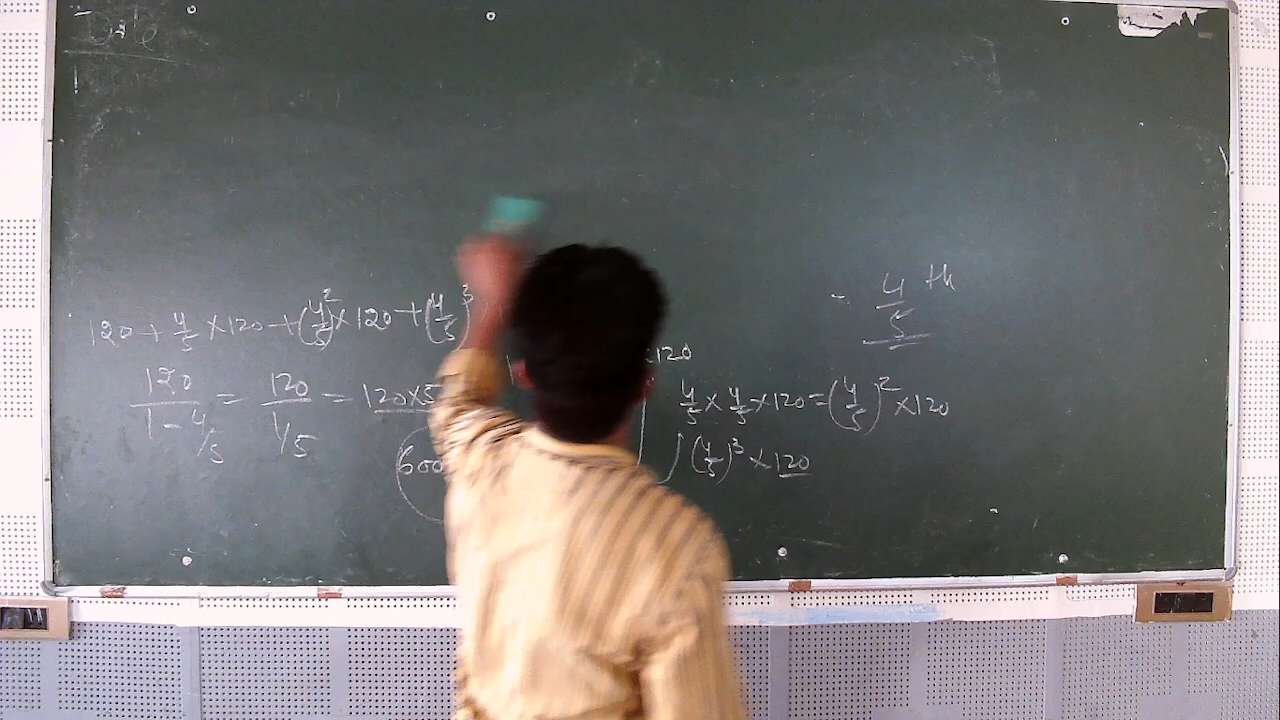 Date
4/5 th
120 + 4/5 × 120 + (4/5)² × 120 + (4/5)³
120 / (1 - 4/5) = 120 / (1/5) = 120×5
600
×120
4/5 × 4/5 × 120 = (4/5)² × 120
(4/5)³ × 120